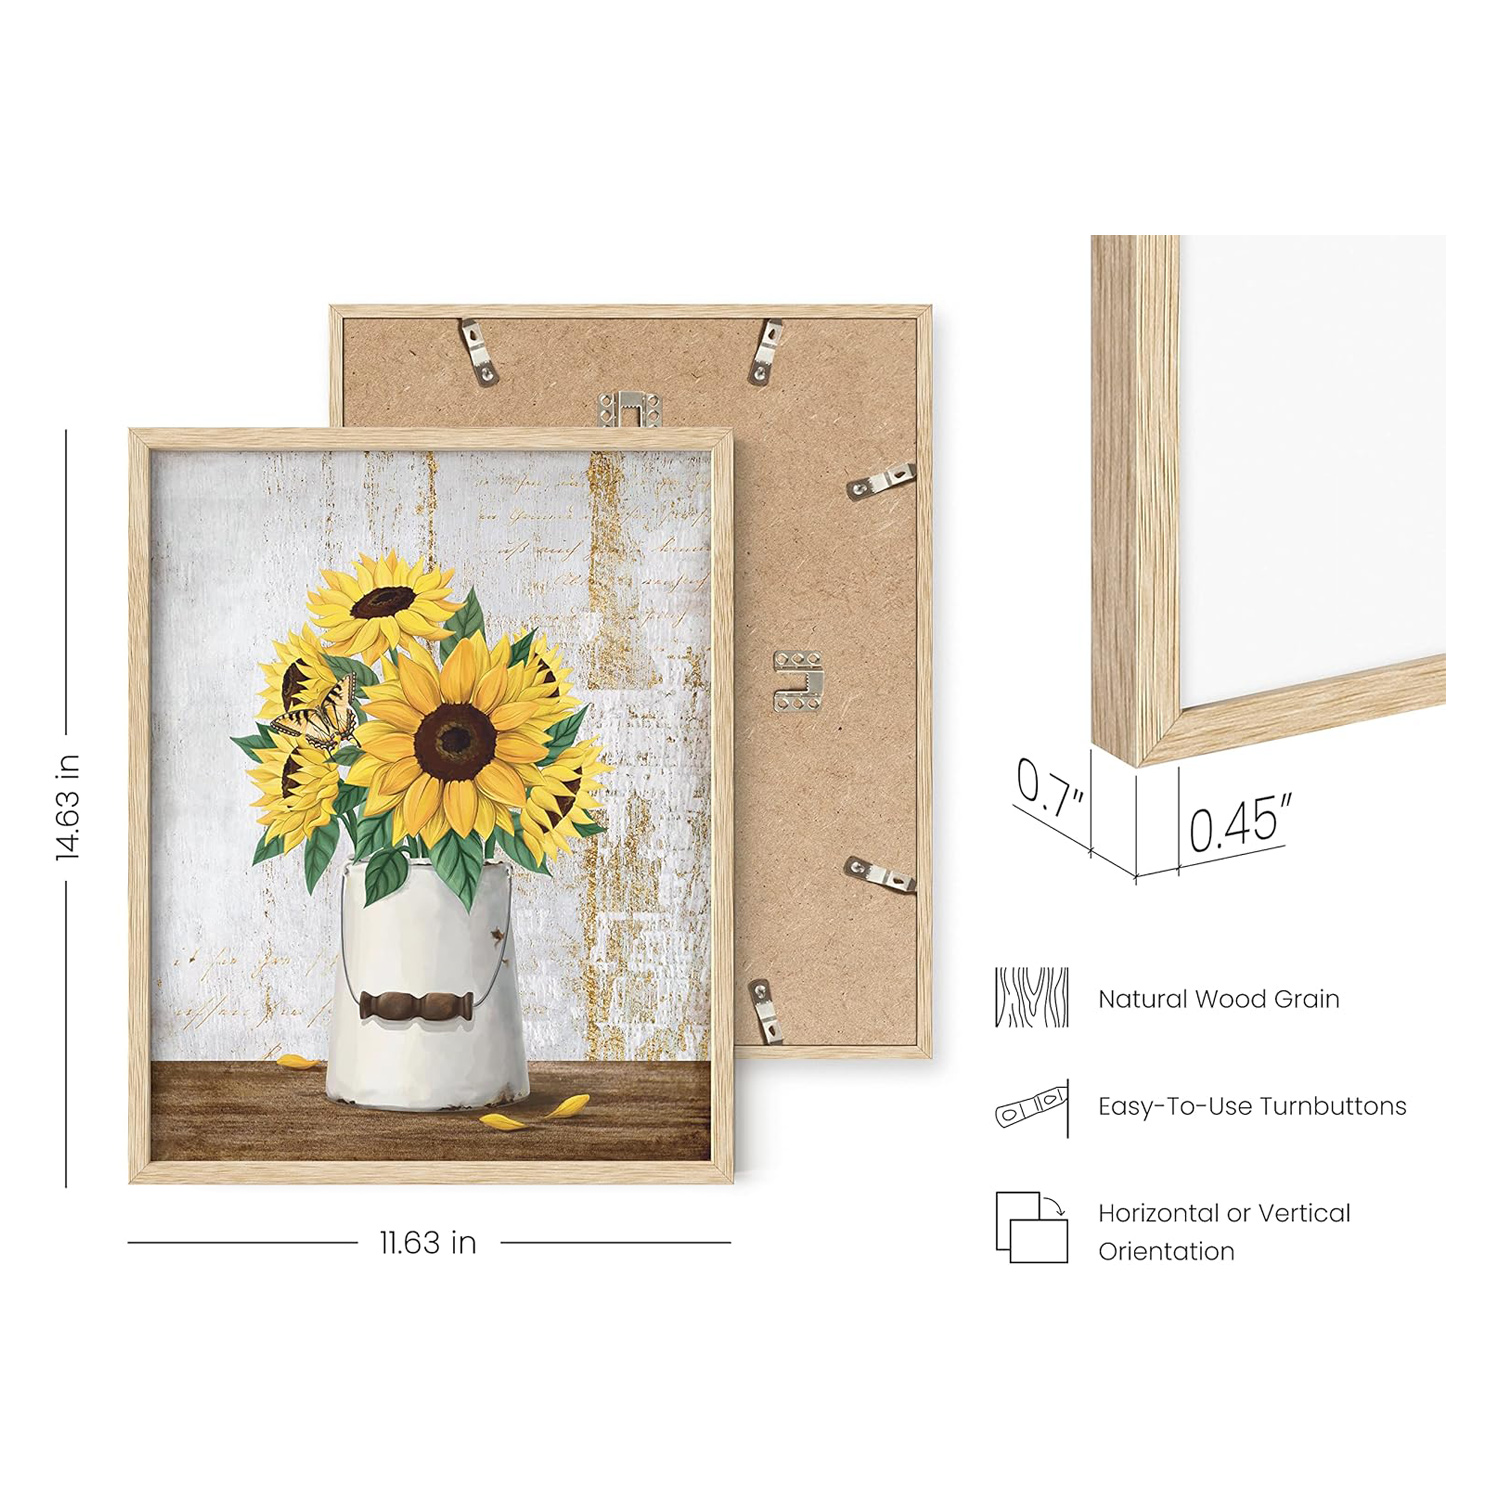 14.63 in
11.63 in
0.7"
0.45"
Natural Wood Grain
Easy-To-Use Turnbuttons
Horizontal or Vertical
Orientation